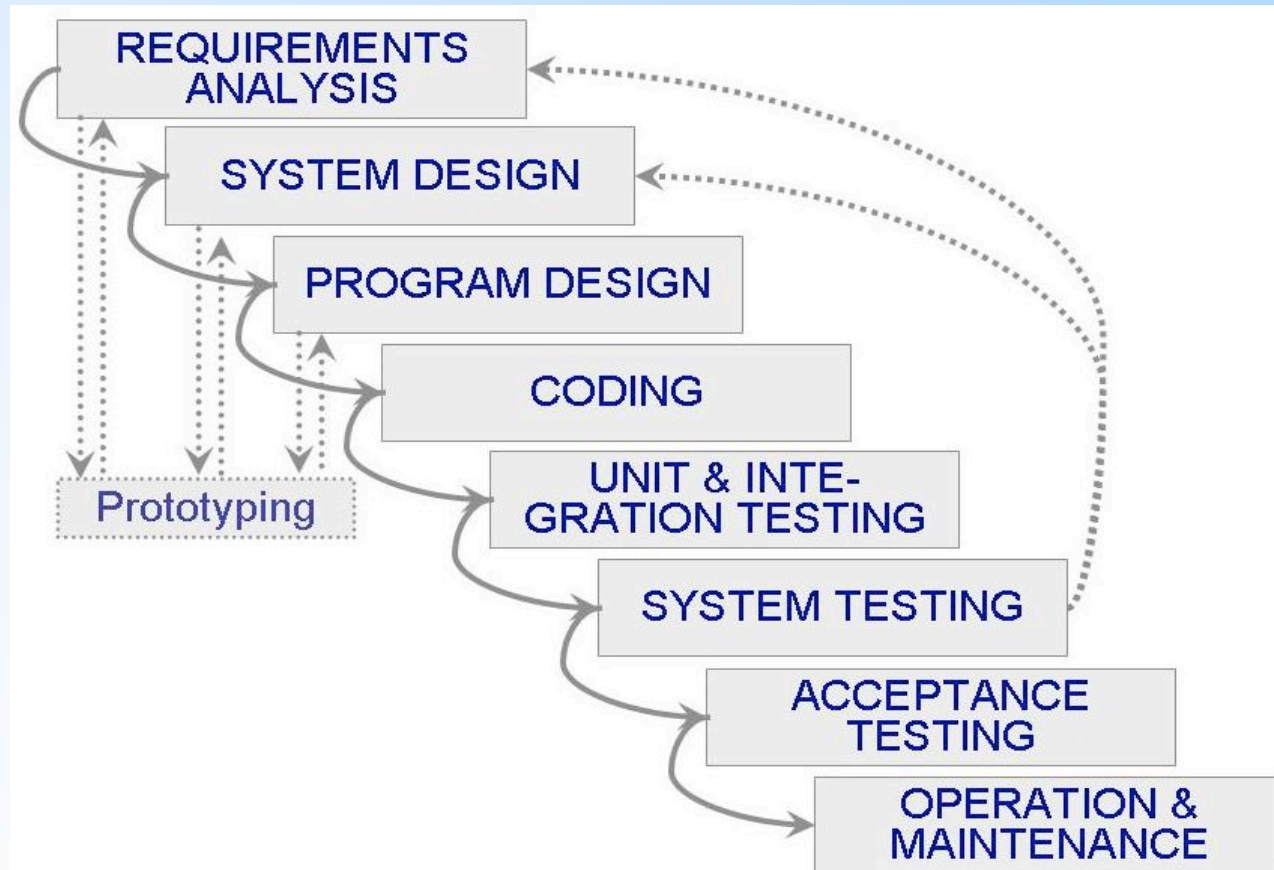 REQUIREMENTS
ANALYSIS
SYSTEM DESIGN
PROGRAM DESIGN
CODING
UNIT & INTE-
GRATION TESTING
Prototyping
SYSTEM TESTING
ACCEPTANCE
TESTING
OPERATION &
MAINTENANCE